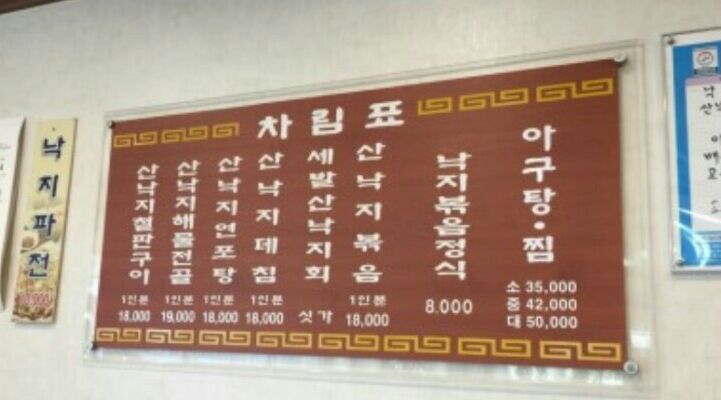 차림표
아구탕·찜
소 35,000
중 42,000
대 50,000
낙지볶음정식
8.000
산낙지볶음
1인분
18,000
세발산낙지회
싯가
산낙지데침
1인분
18,000
산낙지연포탕
1인분
18,000
산낙지해물전골
1인분
19,000
산낙지철판구이
1인분
18,000
낙지파전
낙
산